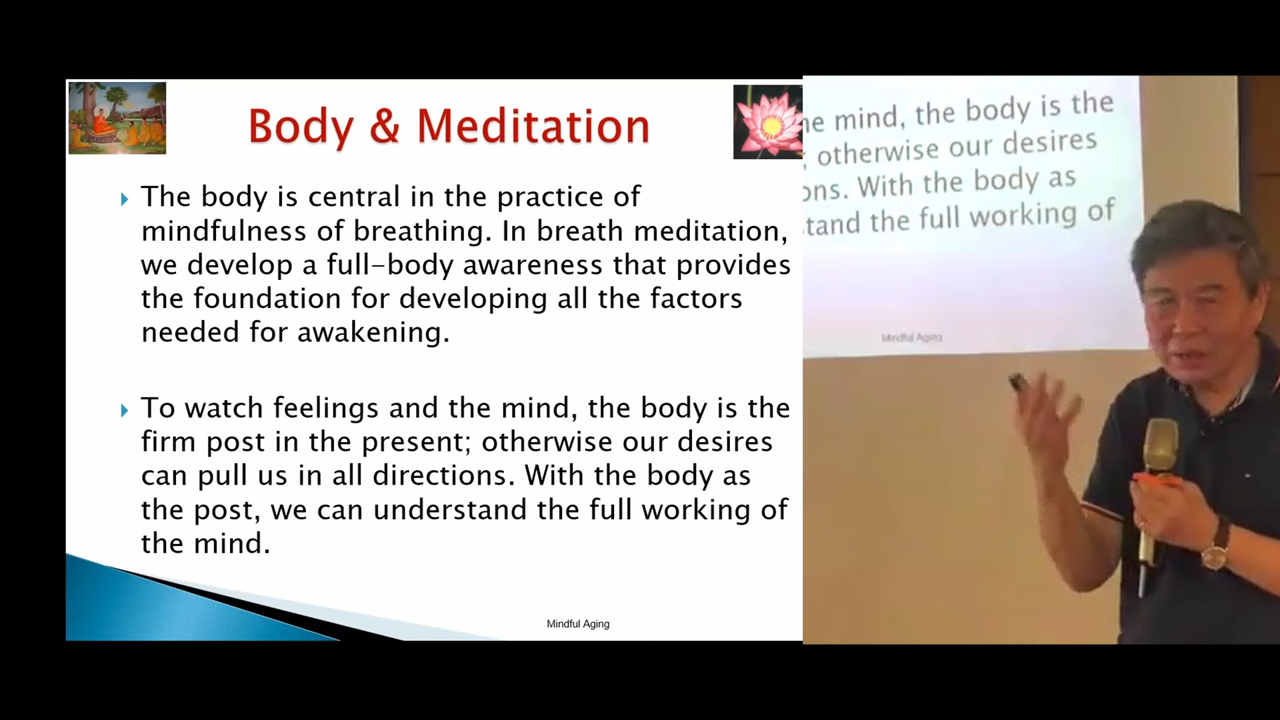 Body & Meditation
The body is central in the practice of
mindfulness of breathing. In breath meditation,
we develop a full-body awareness that provides
the foundation for developing all the factors
needed for awakening.
To watch feelings and the mind, the body is the
firm post in the present; otherwise our desires
can pull us in all directions. With the body as
the post, we can understand the full working of
the mind.
Mindful Aging
he mind, the body is the
; otherwise our desires
ons. With the body as
tand the full working of
Mindful Aging